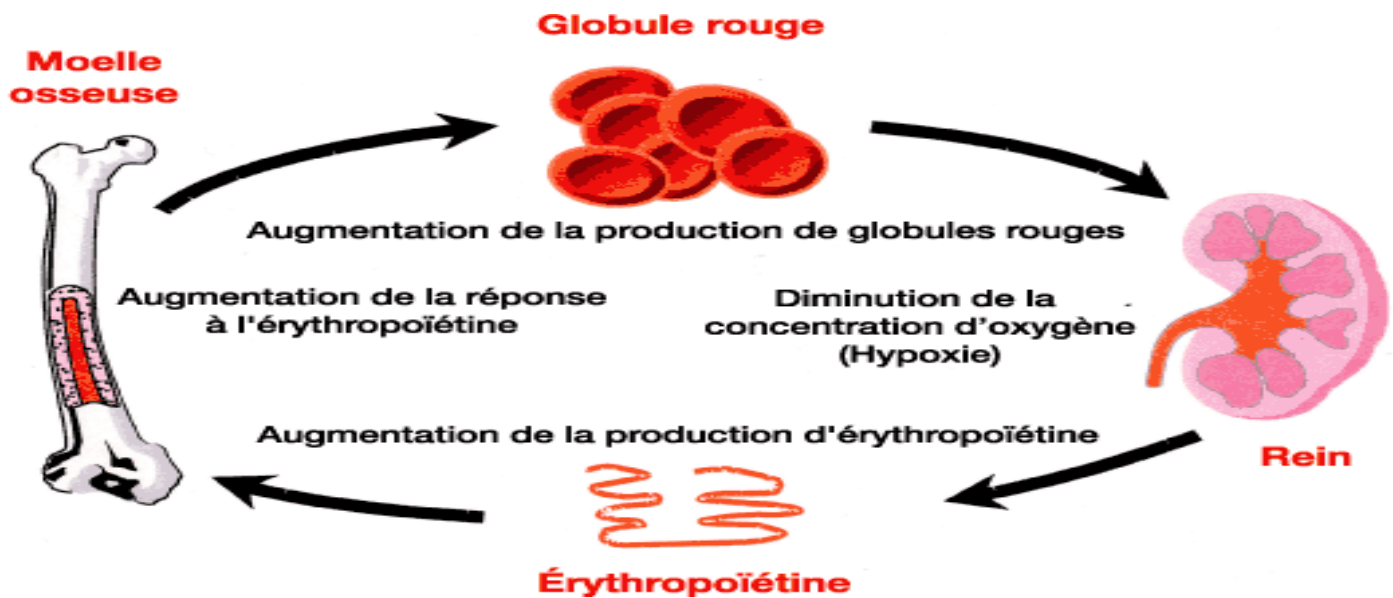 Globule rouge
Moelle
osseuse
Augmentation de la production de globules rouges
Augmentation de la réponse
à l'érythropoïétine
Diminution de la
concentration d'oxygène
(Hypoxie)
Augmentation de la production d'érythropoïétine
Rein
Érythropoïétine